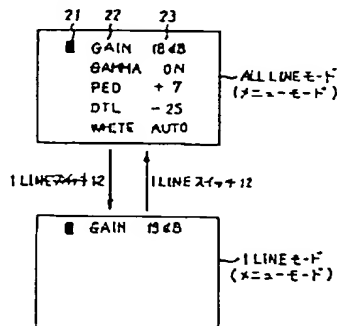 21 22 23
GAIN 18dB
GAMMA ON
PED + 7
DTL - 25
WHITE AUTO
ALL LINEモード
(メニューモード)
1 LINEスイッチ12
1 LINEスイッチ12
GAIN 18dB
1 LINEモード
(メニューモード)